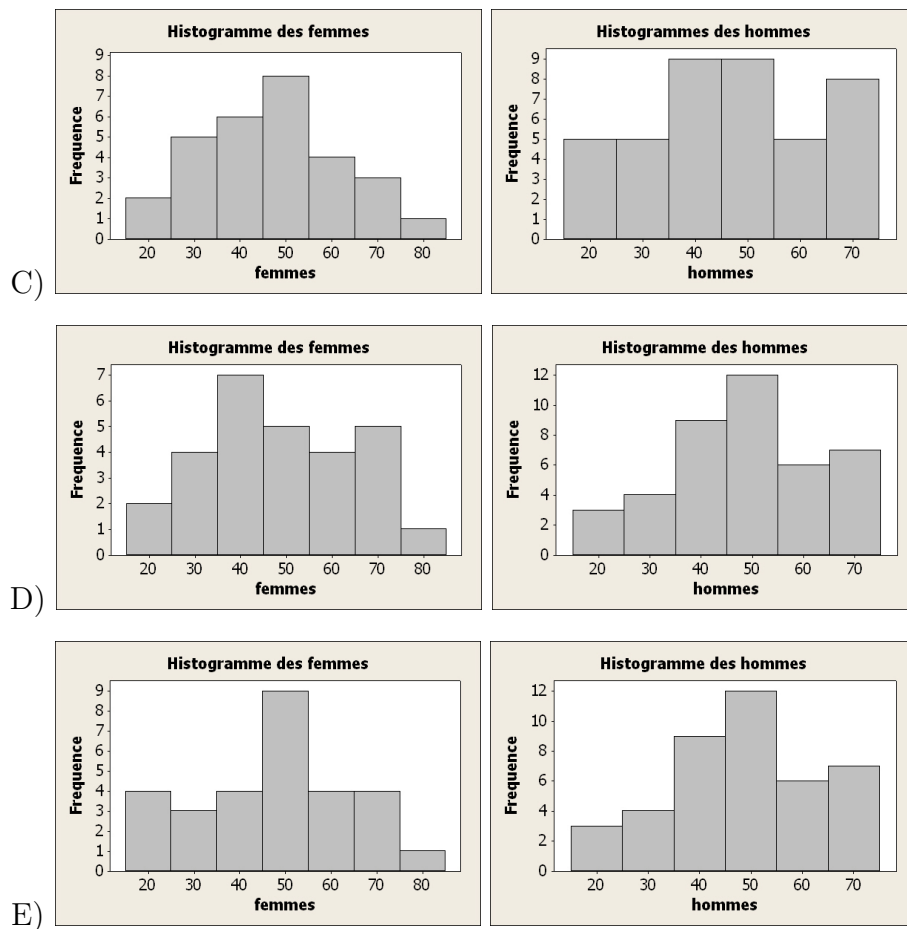 Histogramme des femmes
Frequence
9
8
7
6
5
4
3
2
1
0
20 30 40 50 60 70 80
femmes
Histogrammes des hommes
Frequence
9
8
7
6
5
4
3
2
1
0
20 30 40 50 60 70
hommes
C)
Histogramme des femmes
Frequence
7
6
5
4
3
2
1
0
20 30 40 50 60 70 80
femmes
Histogramme des hommes
Frequence
12
10
8
6
4
2
0
20 30 40 50 60 70
hommes
D)
Histogramme des femmes
Frequence
9
8
7
6
5
4
3
2
1
0
20 30 40 50 60 70 80
femmes
Histogramme des hommes
Frequence
12
10
8
6
4
2
0
20 30 40 50 60 70
hommes
E)